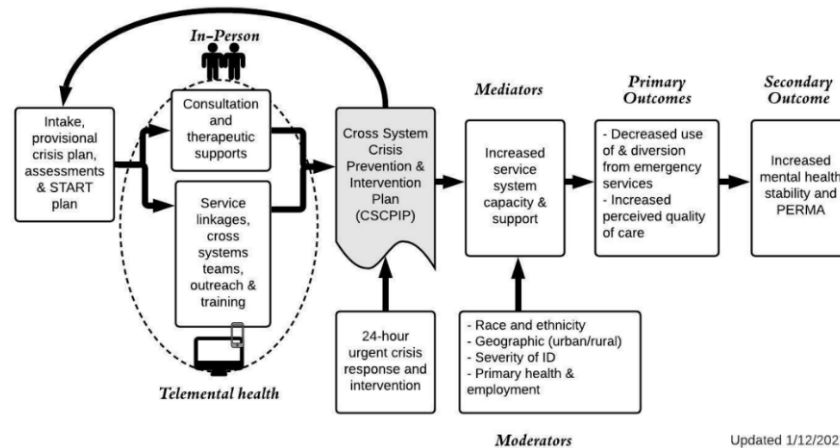 In-Person
Intake,
provisional
crisis plan,
assessments
& START
plan
Consultation
and
therapeutic
supports
Service
linkages,
cross
systems
teams,
outreach &
training
Telemental health
Cross System
Crisis
Prevention &
Intervention
Plan
(CSCPIP)
24-hour
urgent crisis
response and
intervention
Mediators
Increased
service
system
capacity &
support
- Race and ethnicity
- Geographic (urban/rural)
- Severity of ID
- Primary health &
employment
Moderators
Primary
Outcomes
- Decreased use
of & diversion
from emergency
services
- Increased
perceived quality
of care
Secondary
Outcome
Increased
mental health
stability and
PERMA
Updated 1/12/202